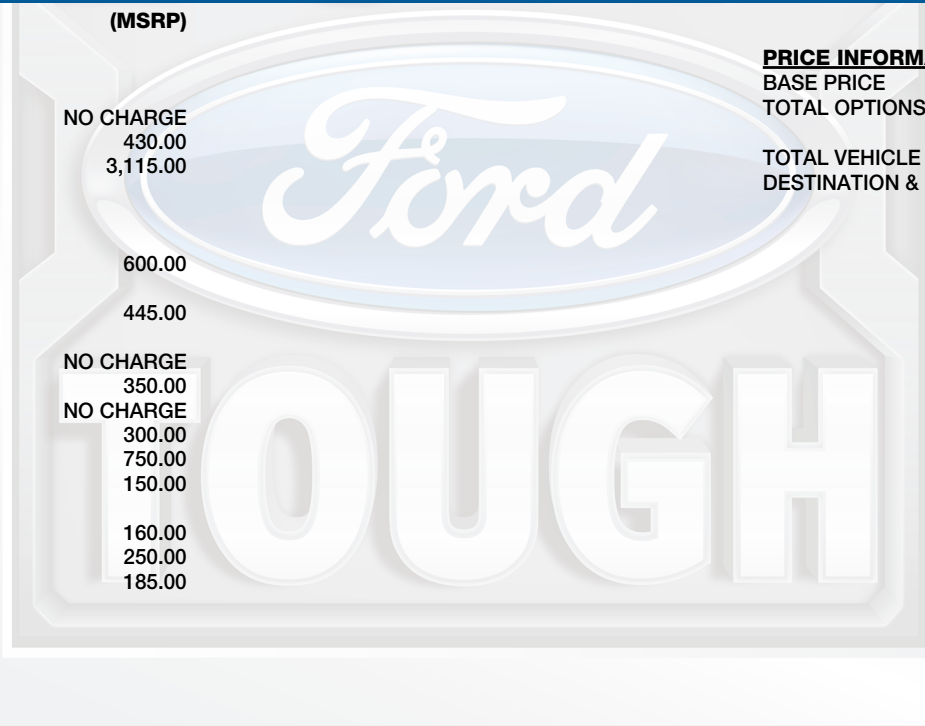 (MSRP)
NO CHARGE
430.00
3,115.00
600.00
445.00
NO CHARGE
350.00
NO CHARGE
300.00
750.00
150.00
160.00
250.00
185.00
PRICE INFORMA
BASE PRICE
TOTAL OPTIONS
TOTAL VEHICLE
DESTINATION &
Ford
TOUGH